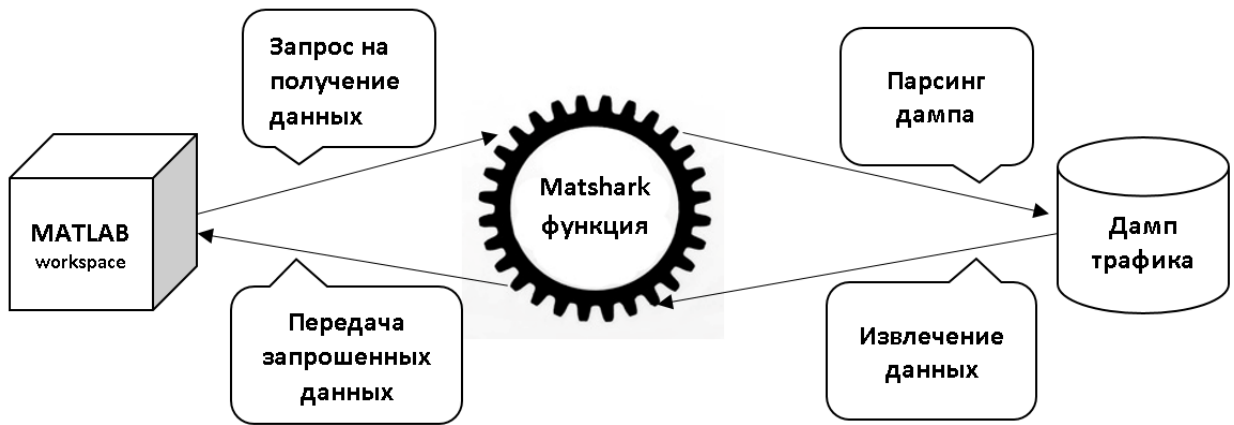 Запрос на
получение
данных
Парсинг
дампа
Matshark
функция
MATLAB
workspace
Дамп
трафика
Передача
запрошенных
данных
Извлечение
данных